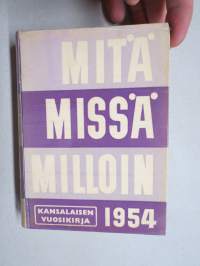 MITÄ
MISSÄ
MILLOIN
KANSALAISEN
VUOSIKIRJA
1954